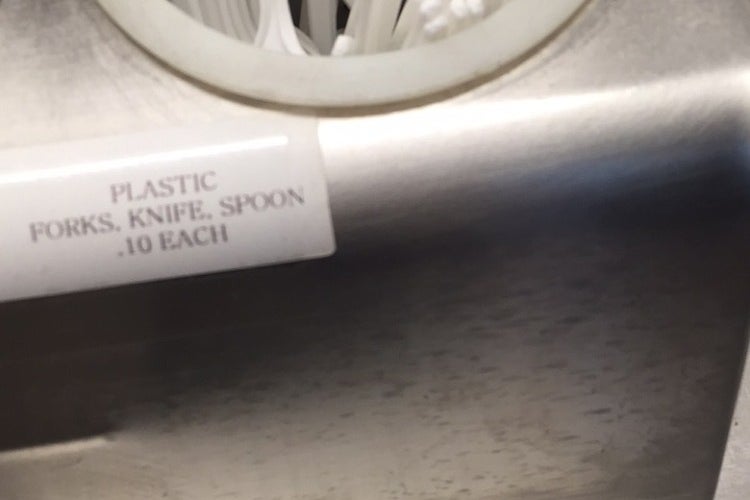 PLASTIC
FORKS, KNIFE, SPOON
.10 EACH